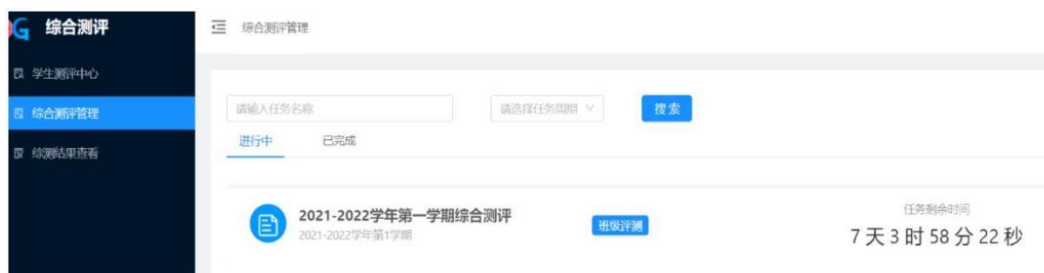 综合测评
综合测评管理
学生测评中心
综合测评管理
综测结果查看
请输入任务名称
请选择任务周期
搜索
进行中
已完成
2021-2022学年第一学期综合测评
2021-2022学年第1学期
班级评测
任务剩余时间
7天3时58分22秒